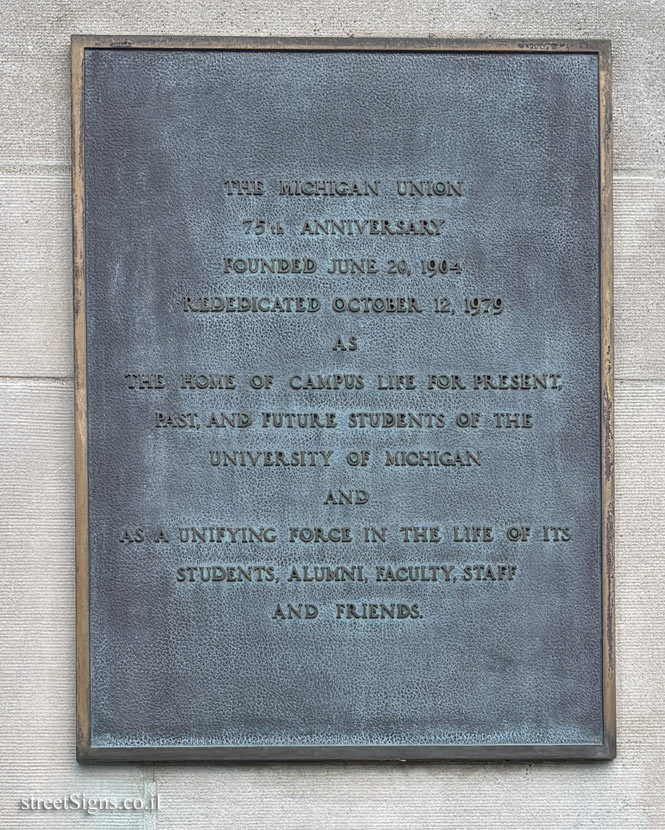 THE MICHIGAN UNION
75th ANNIVERSARY
FOUNDED JUNE 20, 1904
REDEDICATED OCTOBER 12, 1979
AS
THE HOME OF CAMPUS LIFE FOR PRESENT,
PAST, AND FUTURE STUDENTS OF THE
UNIVERSITY OF MICHIGAN
AND
AS A UNIFYING FORCE IN THE LIFE OF ITS
STUDENTS, ALUMNI, FACULTY, STAFF
AND FRIENDS.
streetSigns.co.il